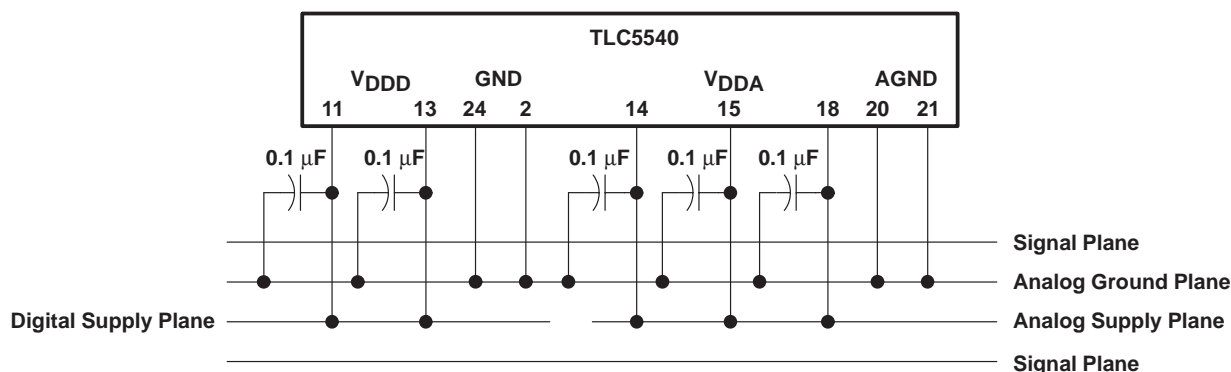 TLC5540
VDDD GND VDDA AGND
11 13 24 2 14 15 18 20 21
0.1 μF 0.1 μF 0.1 μF 0.1 μF 0.1 μF
Signal Plane
Analog Ground Plane
Digital Supply Plane Analog Supply Plane
Signal Plane